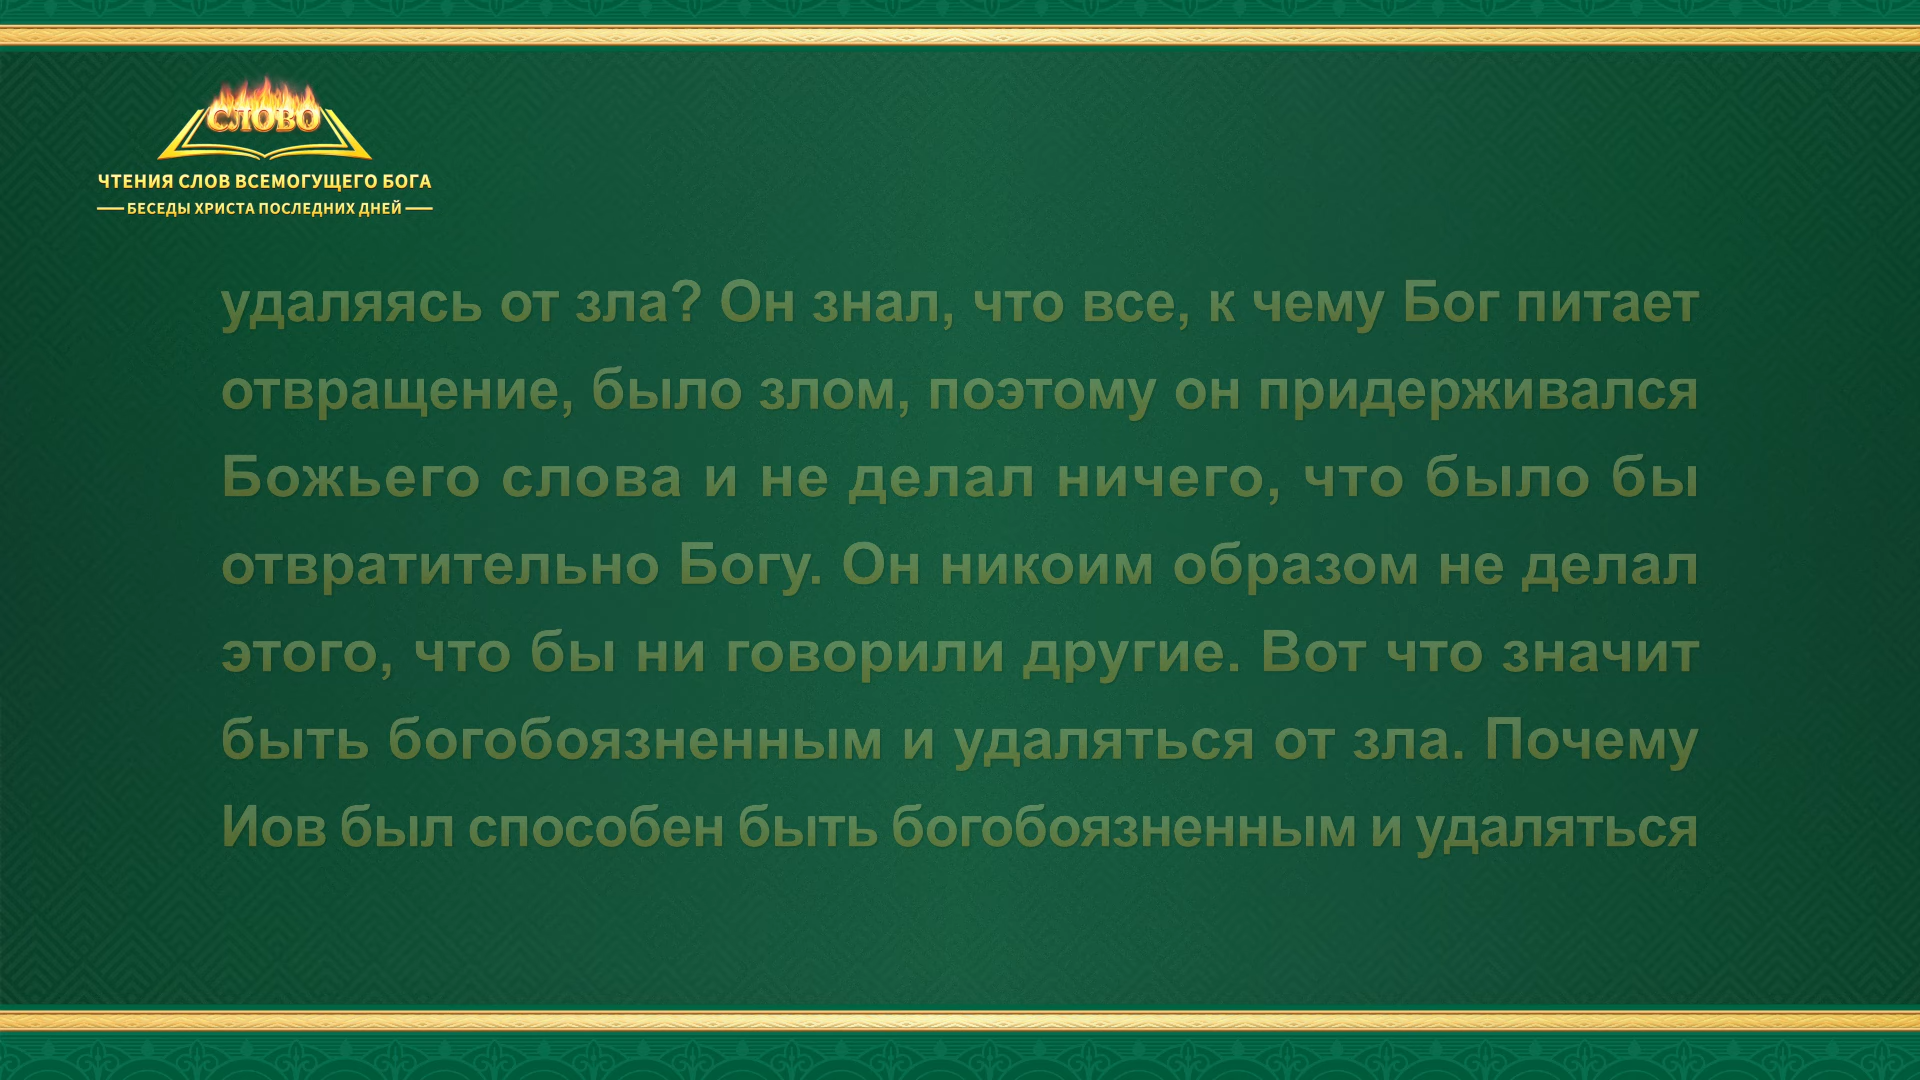 СЛОВО
ЧТЕНИЯ СЛОВ ВСЕМОГУЩЕГО БОГА
БЕСЕДЫ ХРИСТА ПОСЛЕДНИХ ДНЕЙ
удаляясь от зла? Он знал, что все, к чему Бог питает
отвращение, было злом, поэтому он придерживался
Божьего слова и не делал ничего, что было бы
отвратительно Богу. Он никоим образом не делал
этого, что бы ни говорили другие. Вот что значит
быть богобоязненным и удаляться от зла. Почему
Иов был способен быть богобоязненным и удаляться